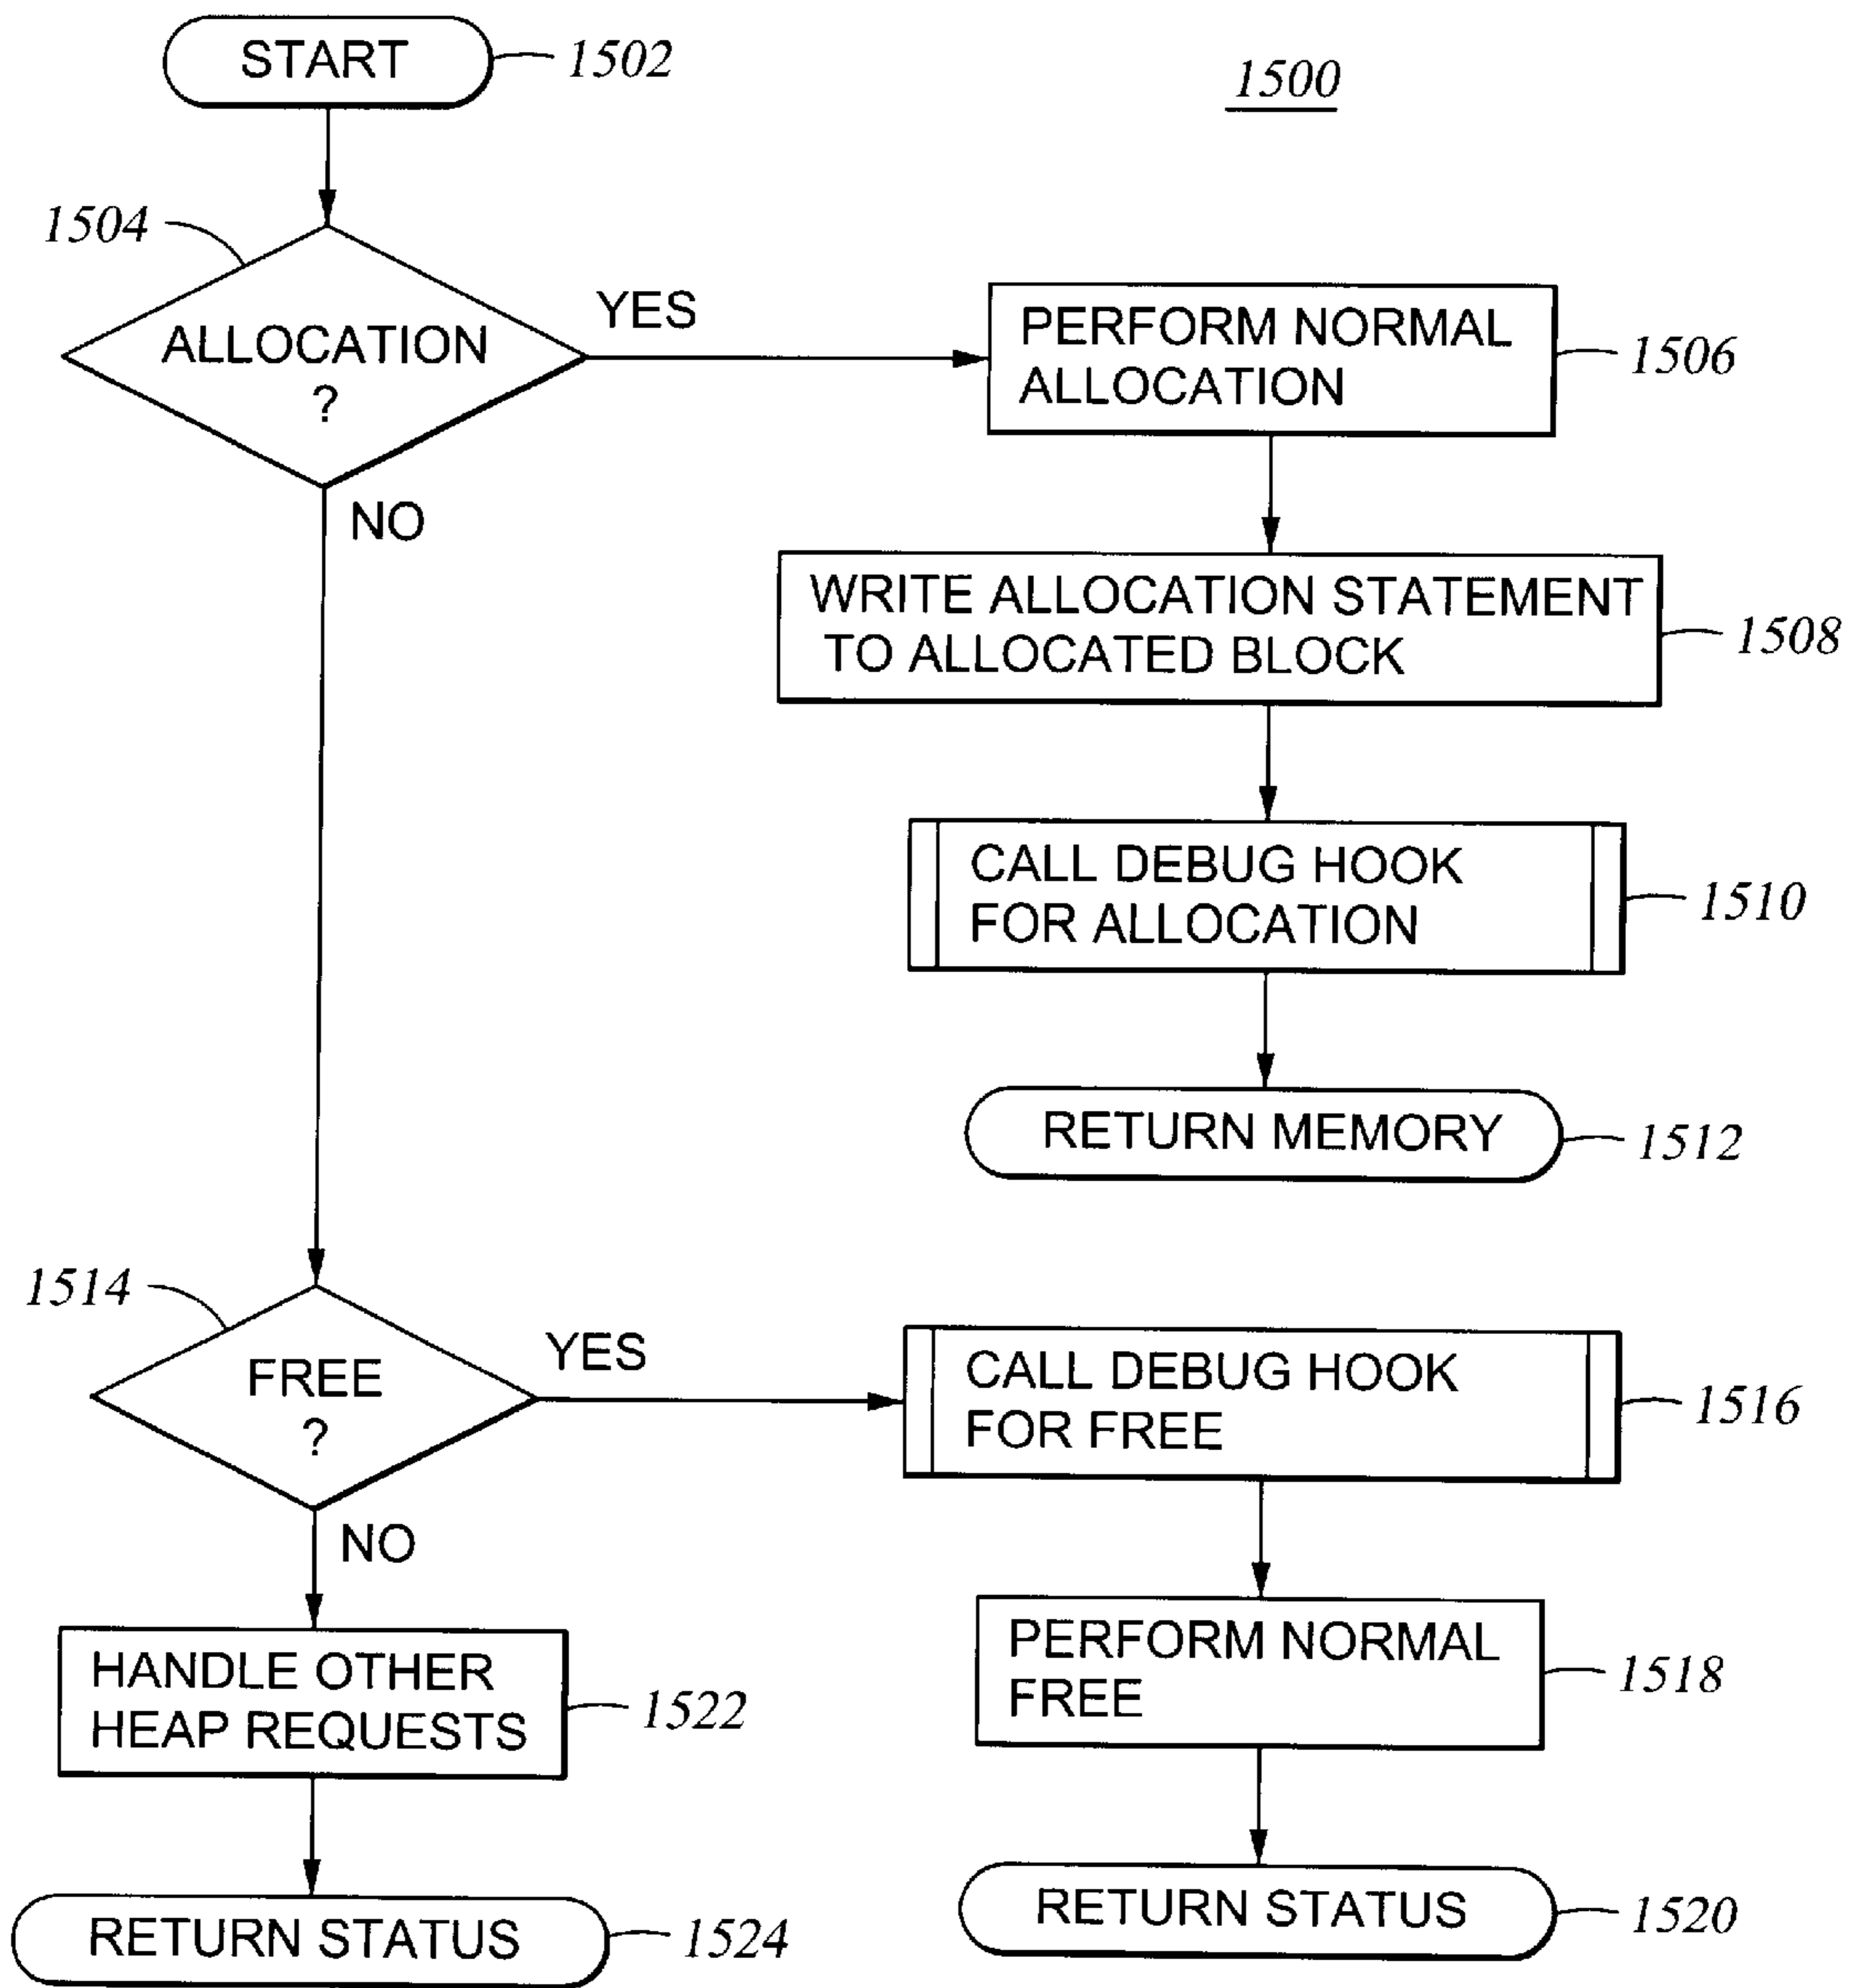 START
1502
1500
1504
ALLOCATION
?
YES
NO
PERFORM NORMAL
ALLOCATION
1506
WRITE ALLOCATION STATEMENT
TO ALLOCATED BLOCK
1508
CALL DEBUG HOOK
FOR ALLOCATION
1510
RETURN MEMORY
1512
1514
FREE
?
YES
NO
CALL DEBUG HOOK
FOR FREE
1516
PERFORM NORMAL
FREE
1518
RETURN STATUS
1520
HANDLE OTHER
HEAP REQUESTS
1522
RETURN STATUS
1524